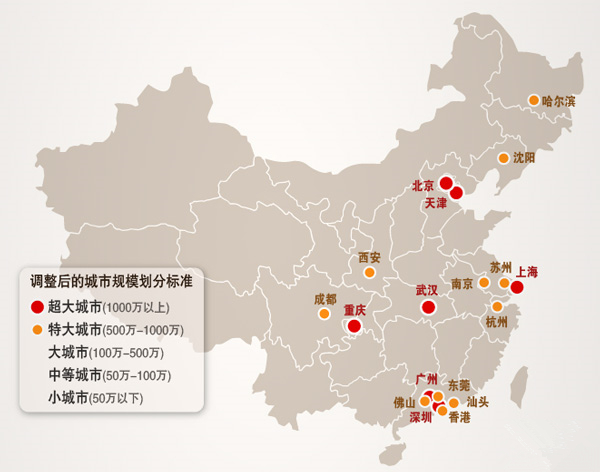 哈尔滨
沈阳
北京
天津
西安
苏州
上海
南京
成都
重庆
武汉
杭州
广州
东莞
佛山
汕头
深圳
香港
调整后的城市规模划分标准
超大城市(1000万以上)
特大城市(500万-1000万)
大城市(100万-500万)
中等城市(50万-100万)
小城市(50万以下)